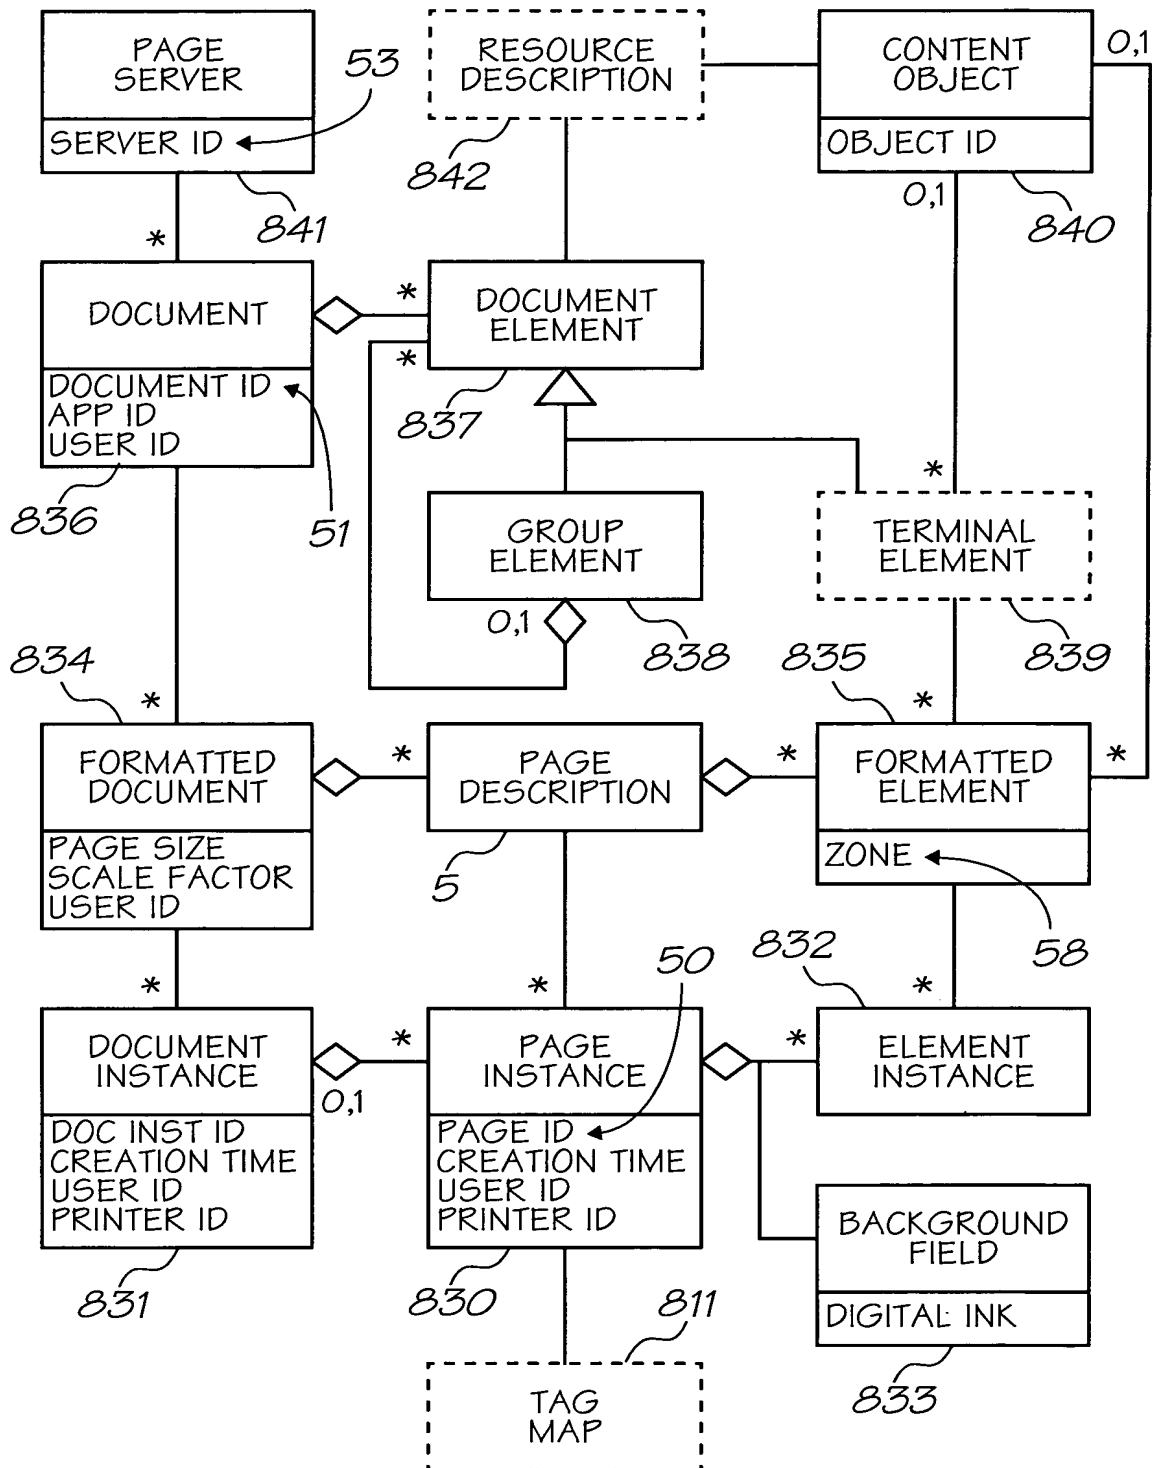 PAGE
SERVER
SERVER ID
53
841
*
RESOURCE
DESCRIPTION
842
CONTENT
OBJECT
OBJECT ID
0,1
0,1
840
DOCUMENT
DOCUMENT ID
APP ID
USER ID
836
51
*
*
DOCUMENT
ELEMENT
837
GROUP
ELEMENT
0,1
838
*
TERMINAL
ELEMENT
839
834
*
FORMATTED
DOCUMENT
PAGE SIZE
SCALE FACTOR
USER ID
*
PAGE
DESCRIPTION
5
835
*
*
*
FORMATTED
ELEMENT
ZONE
58
*
DOCUMENT
INSTANCE
0,1
DOC INST ID
CREATION TIME
USER ID
PRINTER ID
831
*
*
50
PAGE
INSTANCE
PAGE ID
CREATION TIME
USER ID
PRINTER ID
830
832
*
*
ELEMENT
INSTANCE
BACKGROUND
FIELD
DIGITAL INK
833
811
TAG
MAP